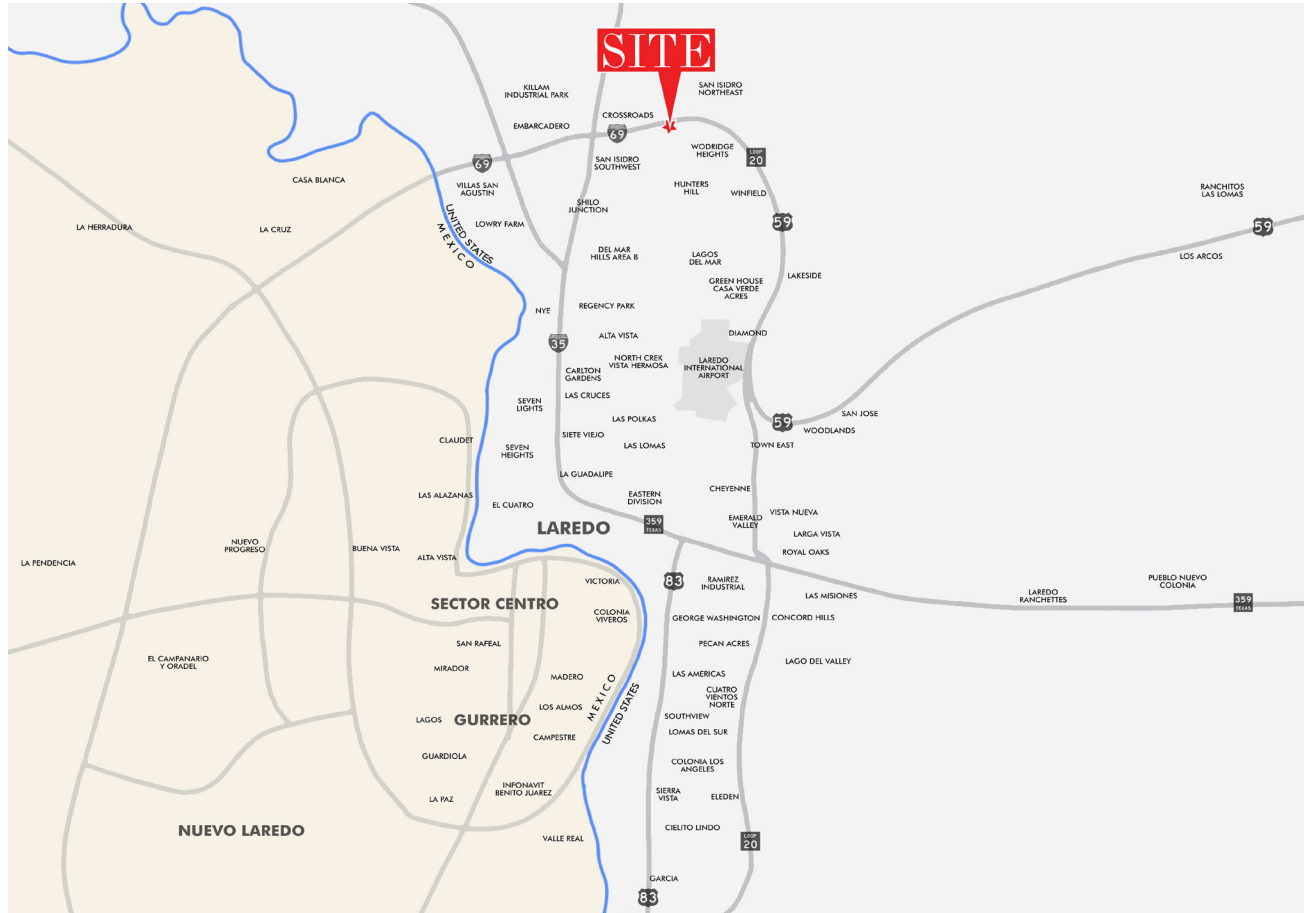 SITE
SAN ISIDRO
NORTHEAST
KILLAM
INDUSTRIAL PARK
CROSSROADS
EMBARCADERO
69
69
WODRIDGE
HEIGHTS
LOOP
20
SAN ISIDRO
SOUTHWEST
CASA BLANCA
VILLAS SAN
AGUSTIN
HUNTERS
HILL
WINFIELD
RANCHITOS
LAS LOMAS
SHILO
JUNCTION
LA HERRADURA
LA CRUZ
UNITED STATES
MEXICO
LOWRY FARM
59
59
DEL MAR
HILLS AREA B
LAGOS
DEL MAR
LOS ARCOS
GREEN HOUSE
CASA VERDE
ACRES
LAKESIDE
NYE
REGENCY PARK
ALTA VISTA
DIAMOND
35
NORTH CREK
VISTA HERMOSA
LAREDO
INTERNATIONAL
AIRPORT
CARLTON
GARDENS
LAS CRUCES
SEVEN
LIGHTS
LAS POLKAS
59
SAN JOSE
WOODLANDS
CLAUDET
SIETE VIEJO
LAS LOMAS
TOWN EAST
SEVEN
HEIGHTS
LA GUADALIPE
CHEYENNE
LAS ALAZANAS
EL CUATRO
EASTERN
DIVISION
LAREDO
359
TEXAS
EMERALD
VALLEY
VISTA NUEVA
LARGA VISTA
ROYAL OAKS
LA PENDENCIA
NUEVO
PROGRESO
BUENA VISTA
ALTA VISTA
VICTORIA
83
RAMIREZ
INDUSTRIAL
LAS MISIONES
LAREDO
RANCHETTES
PUEBLO NUEVO
COLONIA
359
TEXAS
SECTOR CENTRO
COLONIA
VIVEROS
GEORGE WASHINGTON
CONCORD HILLS
SAN RAFEAL
PECAN ACRES
EL CAMPANARIO
Y ORADEL
MIRADOR
MADERO
LAS AMERICAS
LAGO DEL VALLEY
MEXICO
UNITED STATES
CUATRO
VIENTOS
NORTE
LAGOS
GURRERO
LOS ALMOS
SOUTHVIEW
LOMAS DEL SUR
CAMPESTRE
GUARDIOLA
COLONIA LOS
ANGELES
LA PAZ
INFONAVIT
BENITO JUAREZ
SIERRA
VISTA
ELEDEN
NUEVO LAREDO
VALLE REAL
CIELITO LINDO
LOOP
20
GARCIA
83